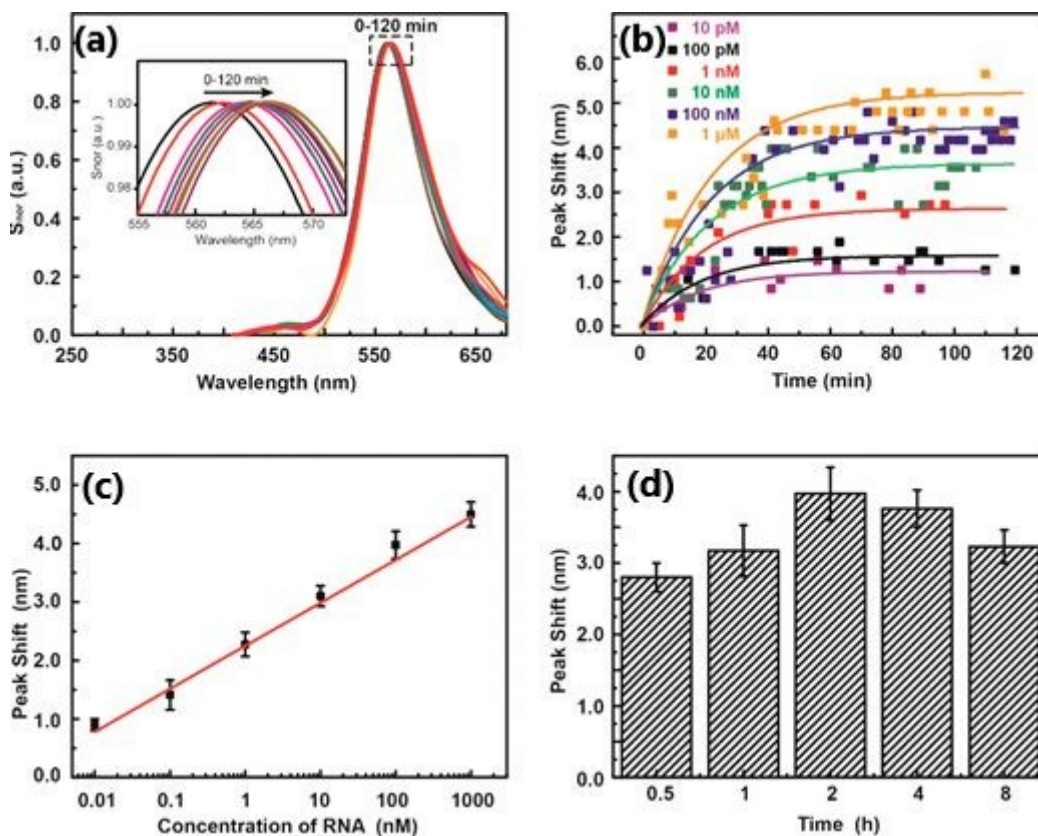 (a)
0-120 min
1.0
0.8
0.6
0.4
0.2
0.0
Snor (a.u.)
250
350
450
550
650
Wavelength (nm)
0-120 min
1.00
0.99
0.98
Snor (a.u.)
555
560
565
570
Wavelength (nm)
(b)
10 pM
100 pM
1 nM
10 nM
100 nM
1 μM
6.0
5.0
4.0
3.0
2.0
1.0
0.0
Peak Shift (nm)
0
20
40
60
80
100
120
Time (min)
(c)
5.0
4.0
3.0
2.0
1.0
0.0
Peak Shift (nm)
0.01
0.1
1
10
100
1000
Concentration of RNA (nM)
(d)
4.0
3.0
2.0
1.0
0.0
Peak Shift (nm)
0.5
1
2
4
8
Time (h)